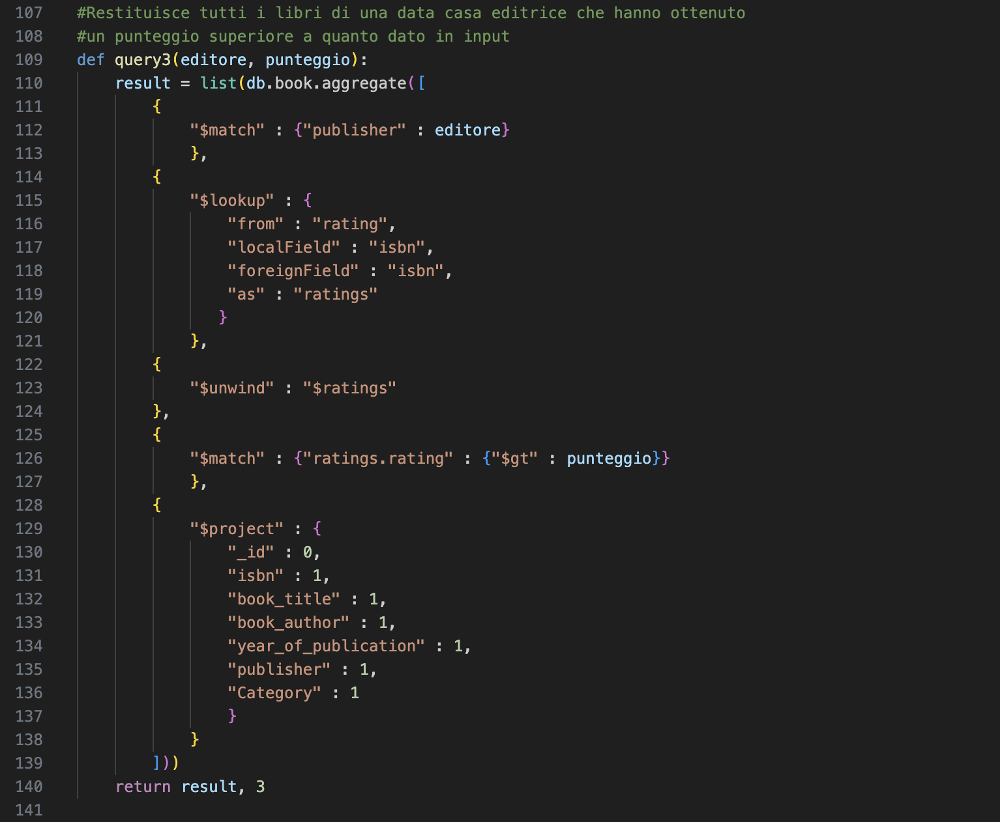 107 #Restituisce tutti i libri di una data casa editrice che hanno ottenuto
108 #un punteggio superiore a quanto dato in input
109 def query3(editore, punteggio):
110     result = list(db.book.aggregate([
111         {
112             "$match" : {"publisher" : editore}
113             },
114         {
115             "$lookup" : {
116                 "from" : "rating",
117                 "localField" : "isbn",
118                 "foreignField" : "isbn",
119                 "as" : "ratings"
120                }
121             },
122         {
123             "$unwind" : "$ratings"
124         },
125         {
126             "$match" : {"ratings.rating" : {"$gt" : punteggio}}
127             },
128         {
129             "$project" : {
130                 "_id" : 0,
131                 "isbn" : 1,
132                 "book_title" : 1,
133                 "book_author" : 1,
134                 "year_of_publication" : 1,
135                 "publisher" : 1,
136                 "Category" : 1
137                 }
138             }
139         ]))
140     return result, 3
141